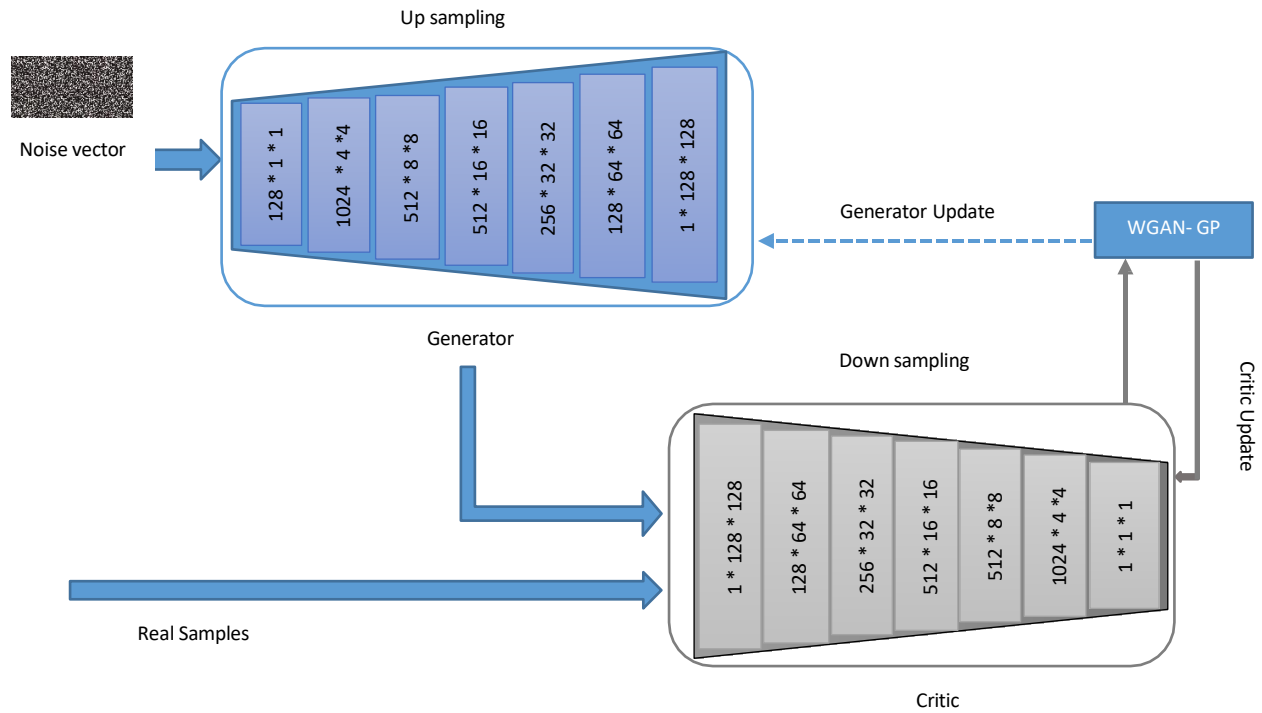 Up sampling
Noise vector
128 * 1 * 1
1024 * 4 *4
512 * 8 *8
512 * 16 * 16
256 * 32 * 32
128 * 64 * 64
1 * 128 * 128
Generator Update
WGAN- GP
Generator
Down sampling
Critic Update
1 * 128 * 128
128 * 64 * 64
256 * 32 * 32
512 * 16 * 16
512 * 8 *8
1024 * 4 *4
1 * 1 * 1
Real Samples
Critic